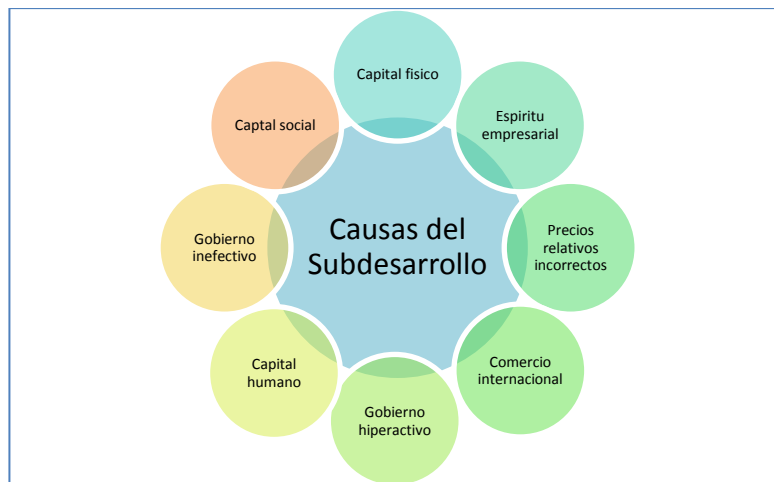 Capital fisico
Espiritu
empresarial
Precios
relativos
incorrectos
Comercio
internacional
Gobierno
hiperactivo
Capital
humano
Gobierno
inefectivo
Captal social
Causas del
Subdesarrollo